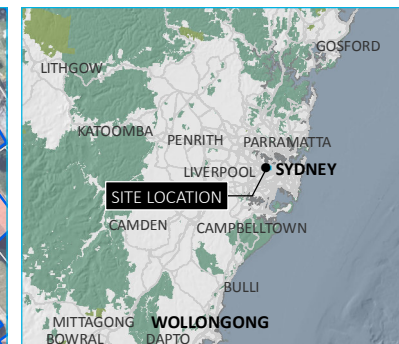 GOSFORD
LITHGOW
KATOOMBA
PENRITH
PARRAMATTA
LIVERPOOL
SYDNEY
SITE LOCATION
CAMDEN
CAMPBELLTOWN
BULLI
MITTAGONG
WOLLONGONG
BOWRAL
DAPTO